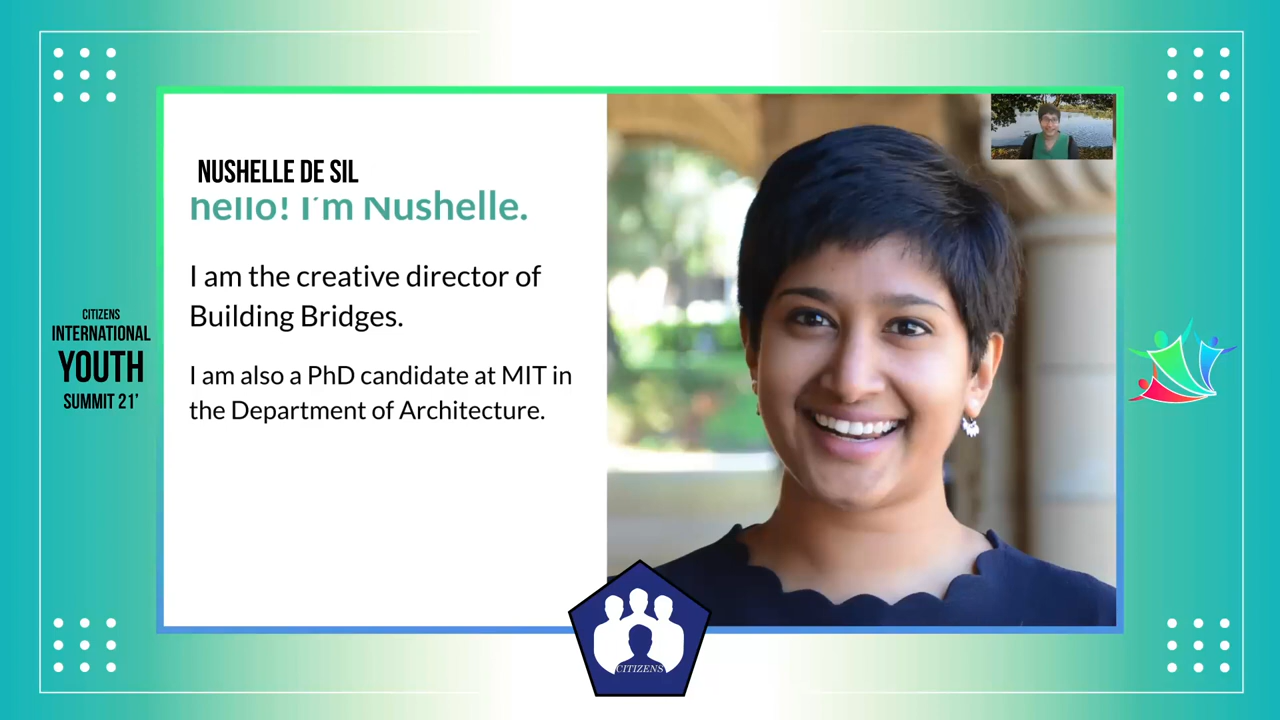 NUSHELLE DE SIL
hello! I'm Nushelle.
I am the creative director of
Building Bridges.
I am also a PhD candidate at MIT in
the Department of Architecture.
CITIZENS
INTERNATIONAL
YOUTH
SUMMIT 21'
CITIZENS